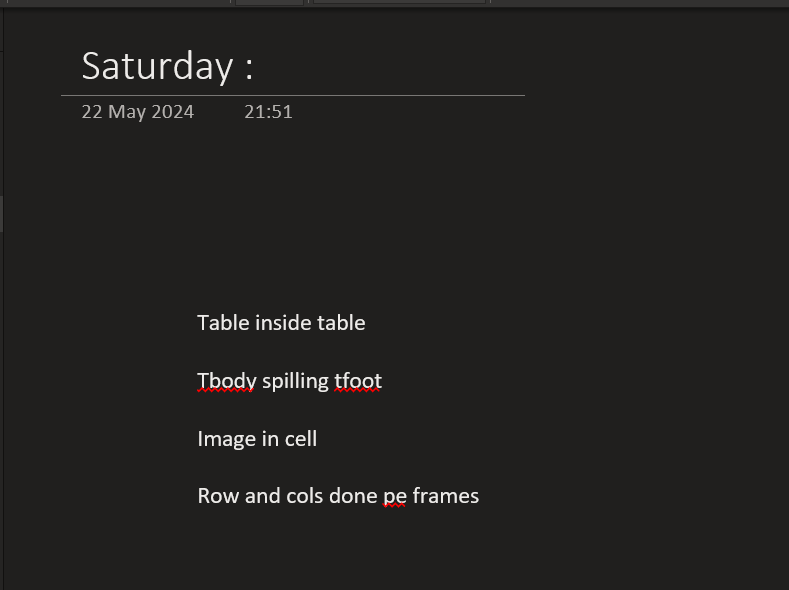 Saturday :
22 May 2024 21:51
Table inside table
Tbody spilling tfoot
Image in cell
Row and cols done pe frames